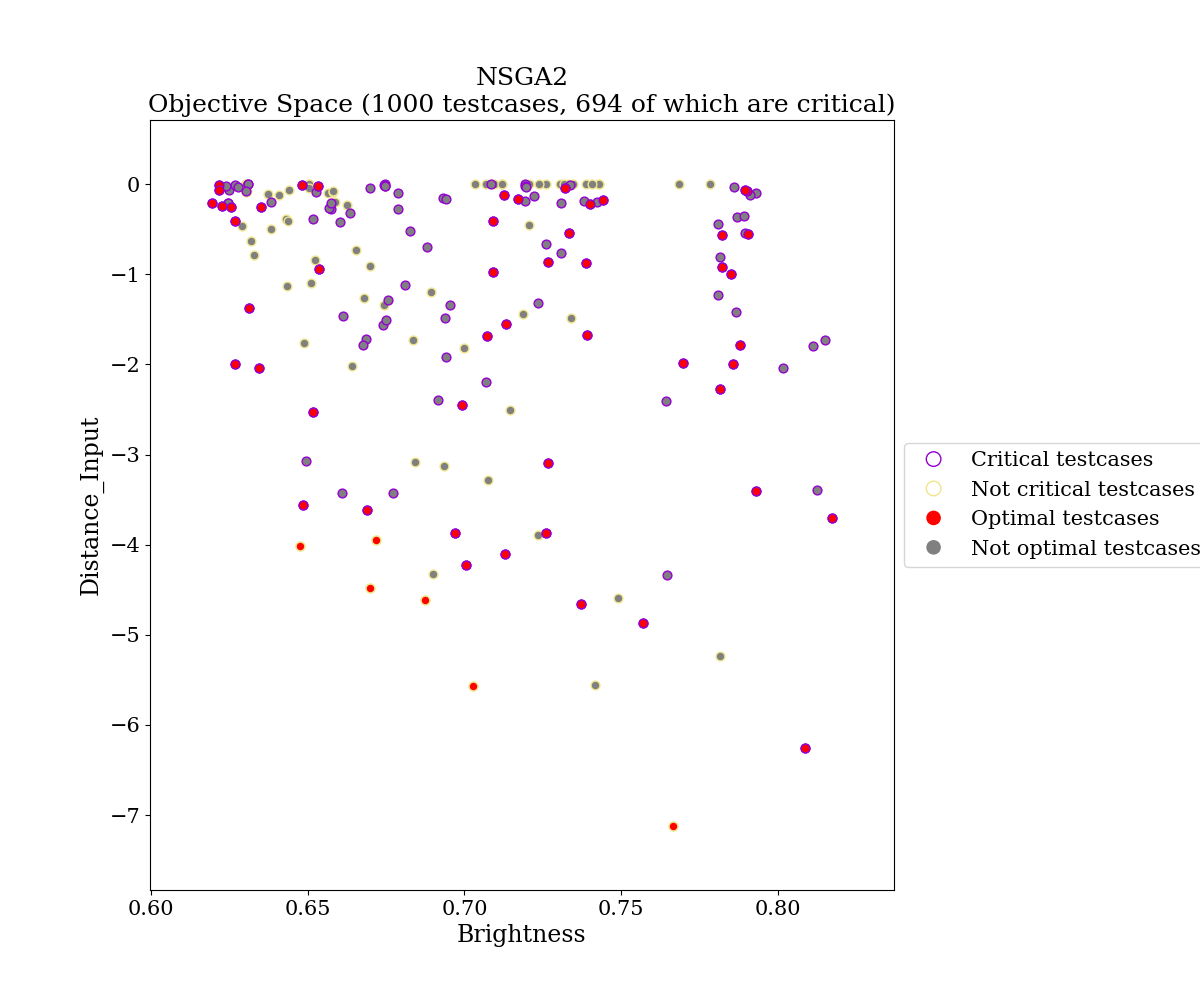 NSGA2
Objective Space (1000 testcases, 694 of which are critical)
0
−1
−2
−3
−4
−5
−6
−7
Distance_Input
0.60
0.65
0.70
0.75
0.80
Brightness
Critical testcases
Not critical testcases
Optimal testcases
Not optimal testcases